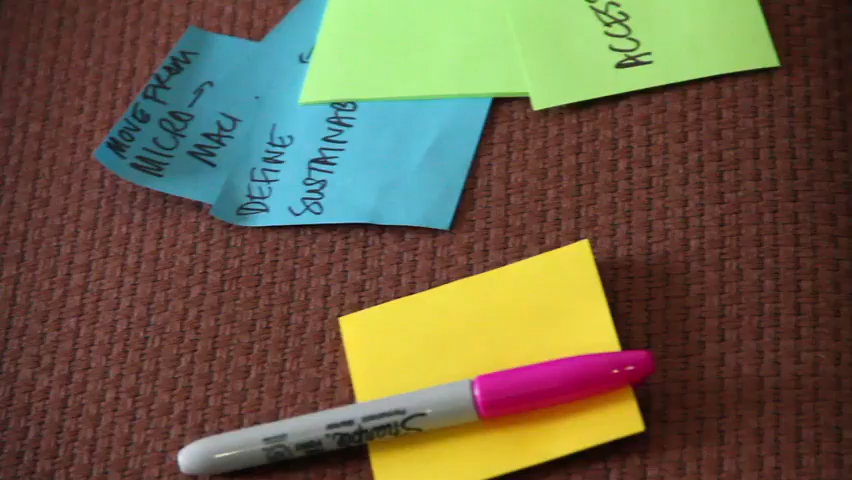 MOVE FROM
MICRO →
MAC
DEFINE
SUSTAINAB
ACCES
Sharpie